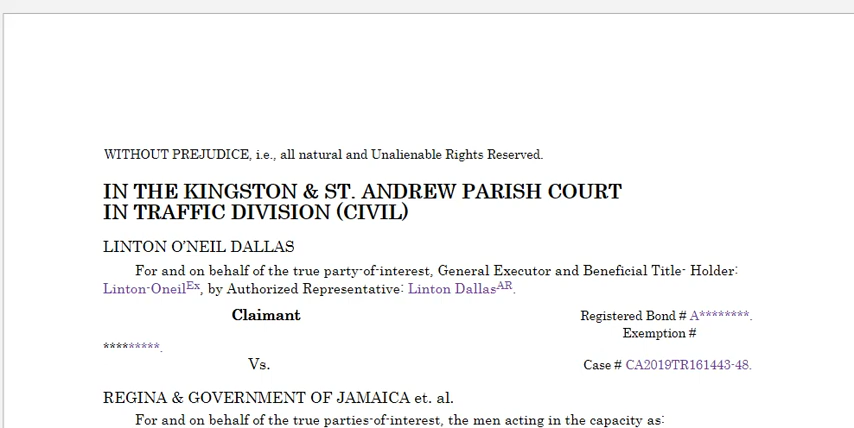 WITHOUT PREJUDICE, i.e., all natural and Unalienable Rights Reserved.
IN THE KINGSTON & ST. ANDREW PARISH COURT
IN TRAFFIC DIVISION (CIVIL)
LINTON O'NEIL DALLAS
For and on behalf of the true party-of-interest, General Executor and Beneficial Title- Holder:
Linton-OneilEx, by Authorized Representative: Linton DallasAR.
Claimant Registered Bond # A********.
Exemption #
*********.
Vs. Case # CA2019TR161443-48.
REGINA & GOVERNMENT OF JAMAICA et. al.
For and on behalf of the true parties-of-interest, the men acting in the capacity as: